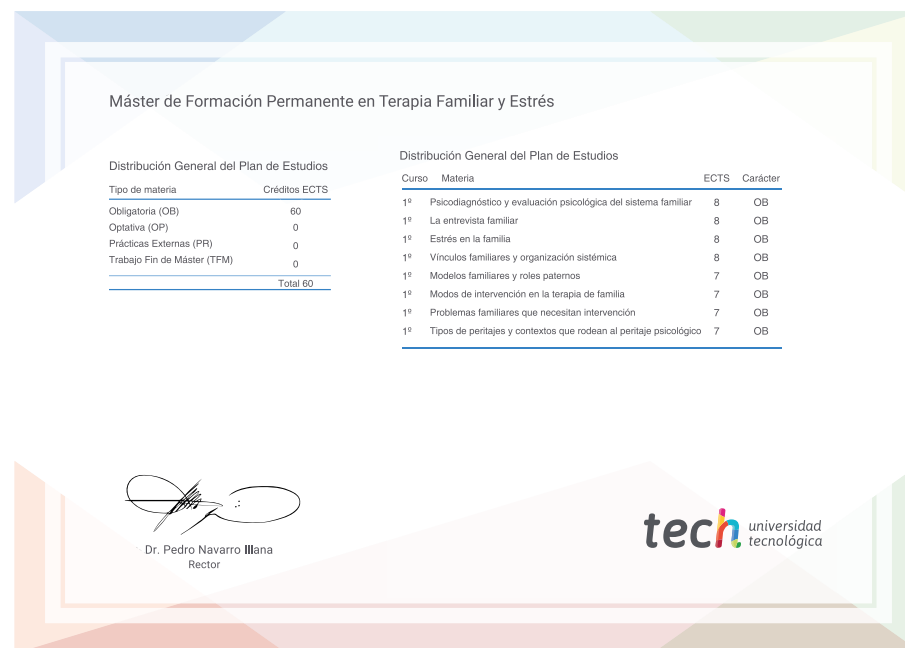 Máster de Formación Permanente en Terapia Familiar y Estrés
Distribución General del Plan de Estudios
Tipo de materia Créditos ECTS
Obligatoria (OB) 60
Optativa (OP) 0
Prácticas Externas (PR) 0
Trabajo Fin de Máster (TFM) 0
Total 60
Distribución General del Plan de Estudios
Curso Materia ECTS Carácter
1º Psicodiagnóstico y evaluación psicológica del sistema familiar 8 OB
1º La entrevista familiar 8 OB
1º Estrés en la familia 8 OB
1º Vínculos familiares y organización sistémica 8 OB
1º Modelos familiares y roles paternos 7 OB
1º Modos de intervención en la terapia de familia 7 OB
1º Problemas familiares que necesitan intervención 7 OB
1º Tipos de peritajes y contextos que rodean al peritaje psicológico 7 OB
Dr. Pedro Navarro Illana
Rector
tech universidad
tecnológica